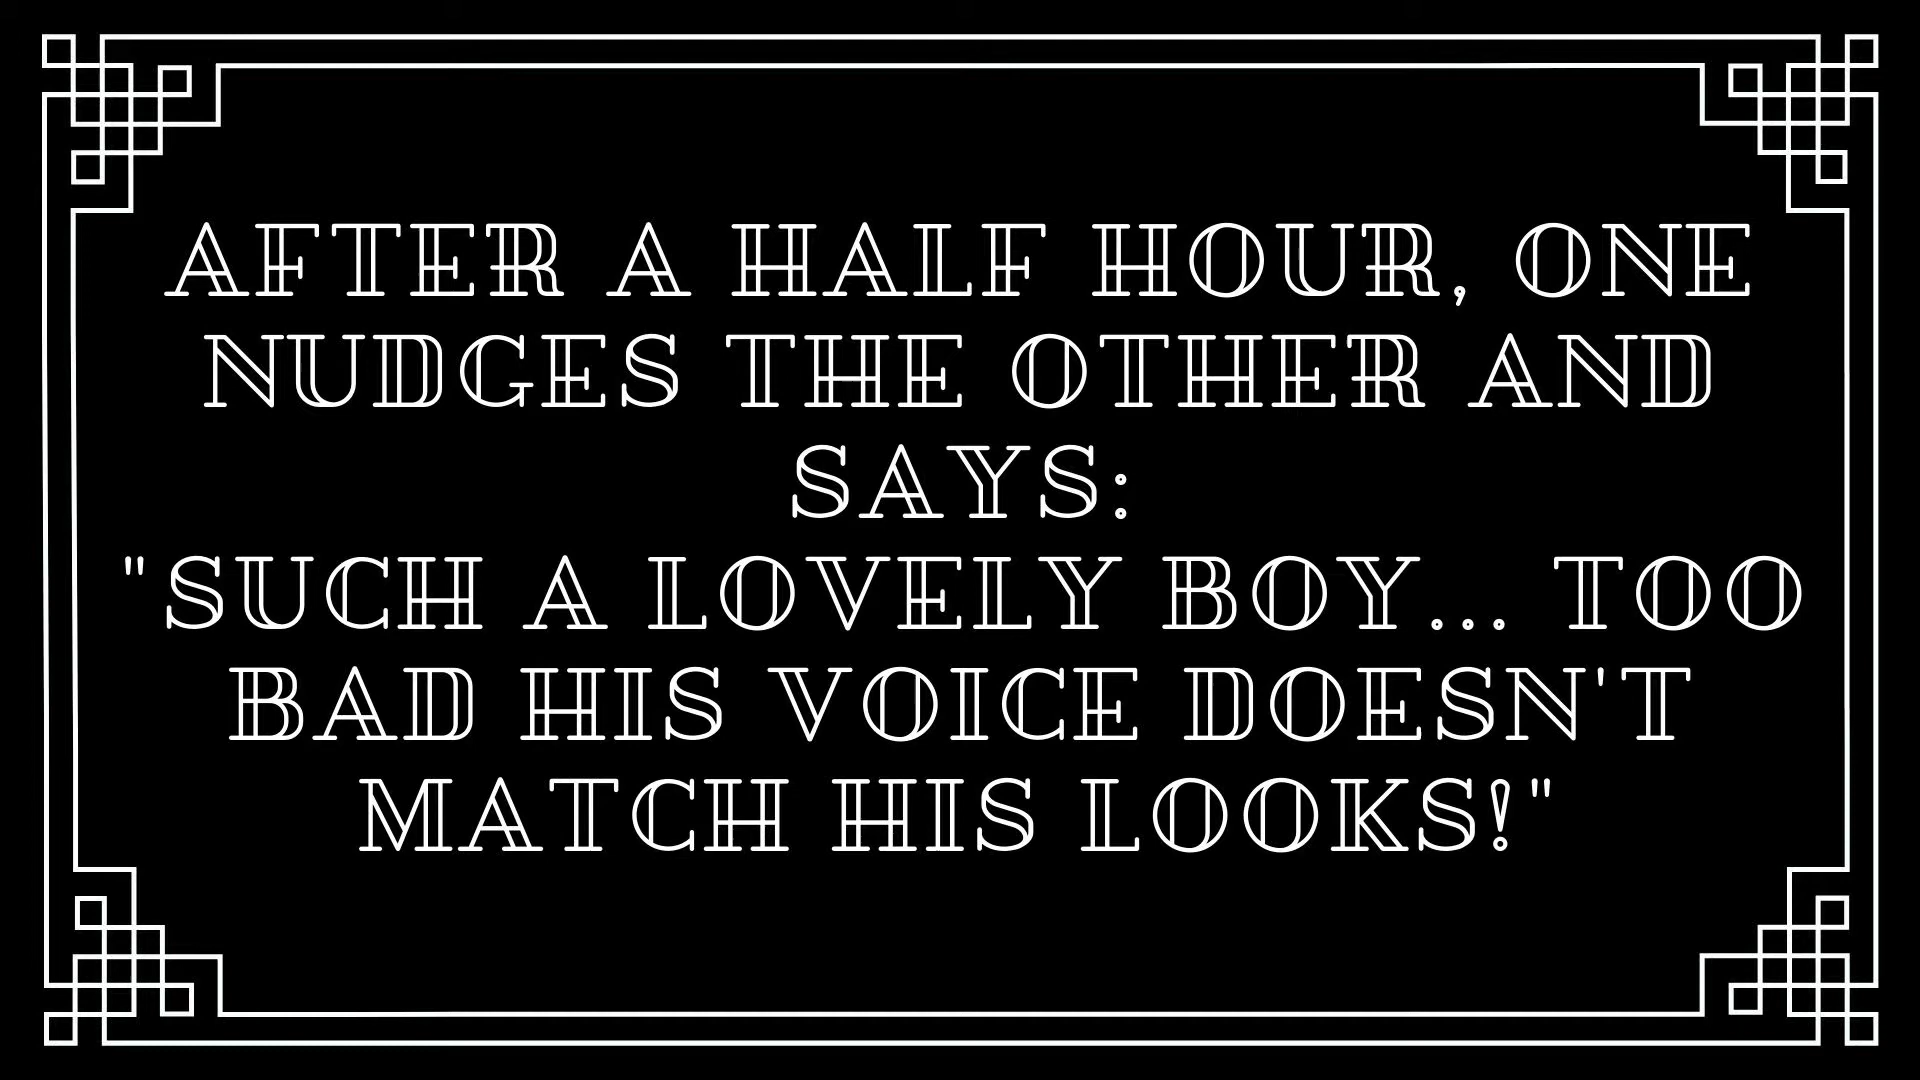 AFTER A HALF HOUR, ONE
NUDGES THE OTHER AND
SAYS:
"SUCH A LOVELY BOY... TOO
BAD HIS VOICE DOESN'T
MATCH HIS LOOKS!"